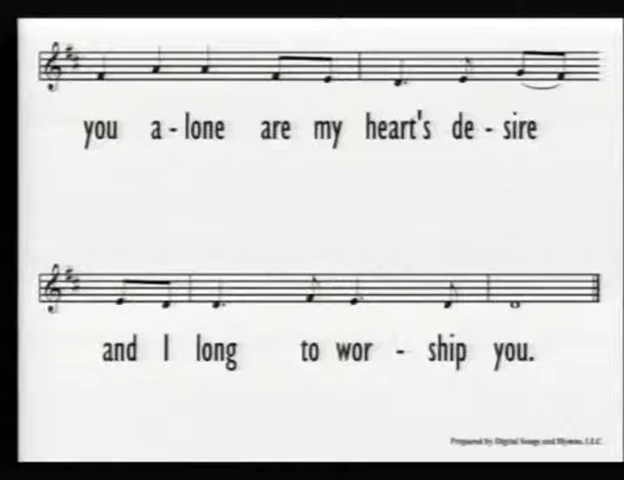 you a - lone are my heart's de - sire
and I long to wor - ship you.
Prepared by Digital Songs and Hymns, LLC